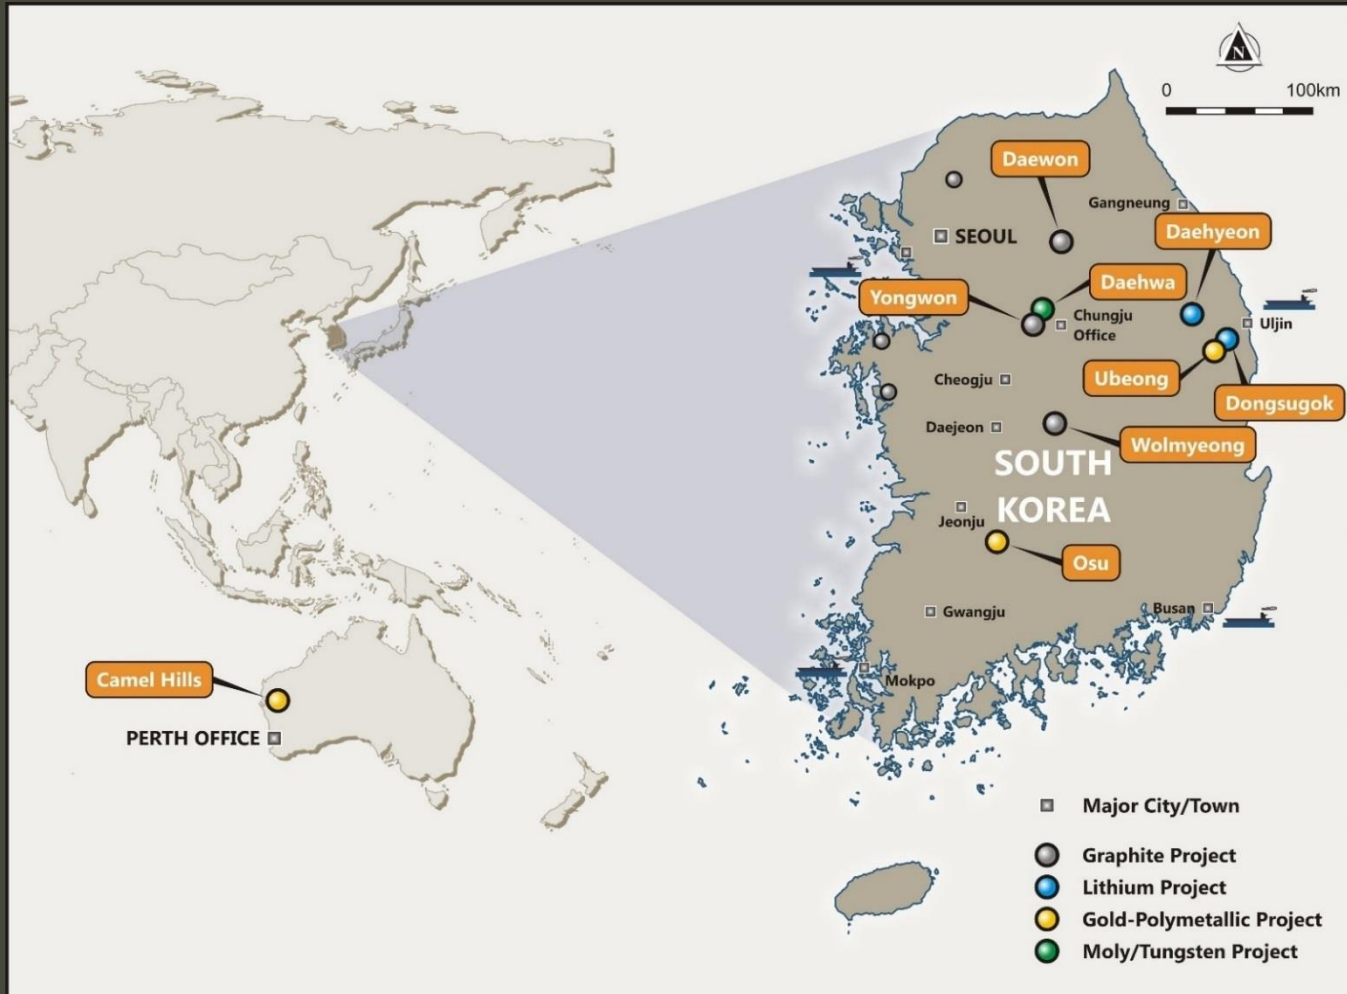 N
0 100km
Daewon
Gangneung
Daehyeon
SEOUL
Daehwa
Yongwon
Chungju
Office
Uljin
Ubeong
Cheogju
Dongsugok
Daejeon
Wolmyeong
SOUTH
KOREA
Jeonju
Osu
Gwangju
Busan
Mokpo
Camel Hills
PERTH OFFICE
Major City/Town
Graphite Project
Lithium Project
Gold-Polymetallic Project
Moly/Tungsten Project